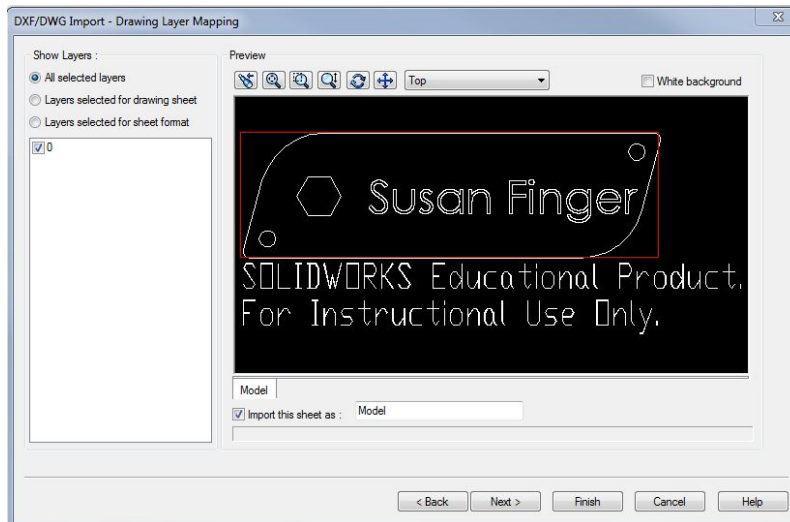 DXF/DWG Import - Drawing Layer Mapping
Show Layers :
All selected layers
Layers selected for drawing sheet
Layers selected for sheet format
0
Preview
Top
White background
Susan Finger
SOLIDWORKS Educational Product.
For Instructional Use Only.
Model
Import this sheet as :
Model
< Back
Next >
Finish
Cancel
Help